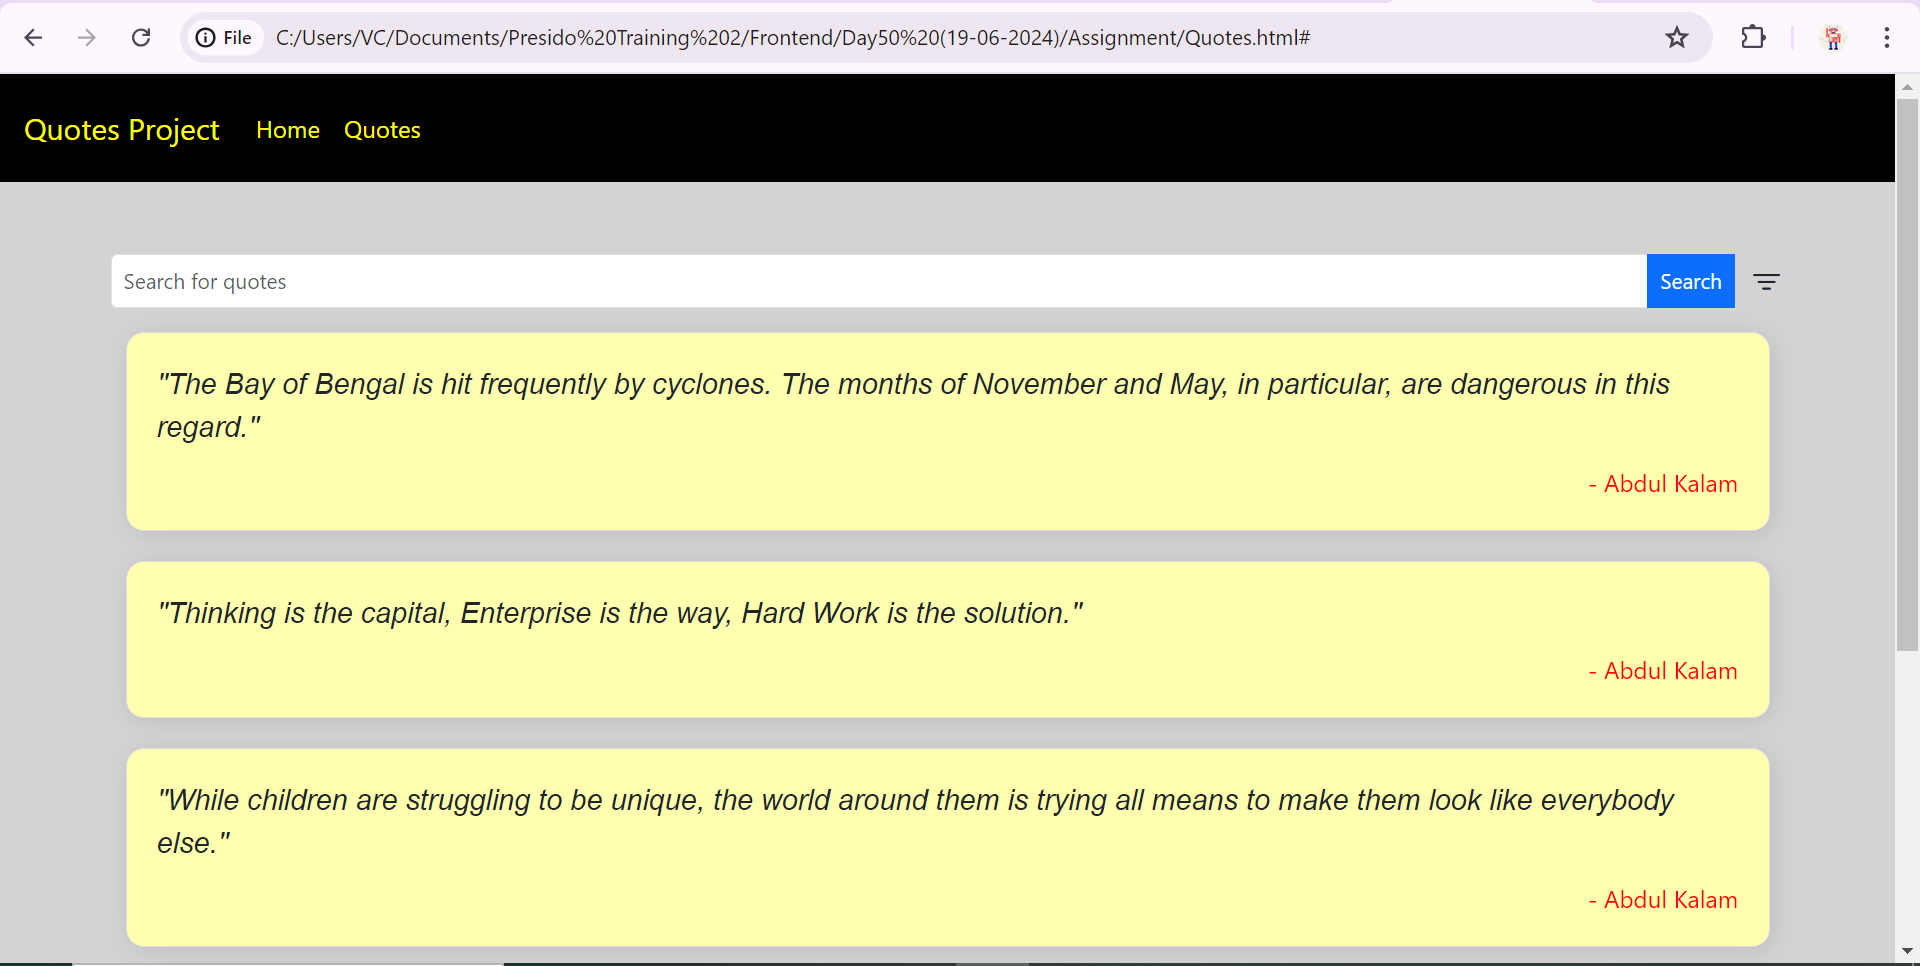 File C:/Users/VC/Documents/Presido%20Training%202/Frontend/Day50%20(19-06-2024)/Assignment/Quotes.html#
Quotes Project Home Quotes
Search for quotes Search
"The Bay of Bengal is hit frequently by cyclones. The months of November and May, in particular, are dangerous in this
regard."
- Abdul Kalam
"Thinking is the capital, Enterprise is the way, Hard Work is the solution."
- Abdul Kalam
"While children are struggling to be unique, the world around them is trying all means to make them look like everybody
else."
- Abdul Kalam